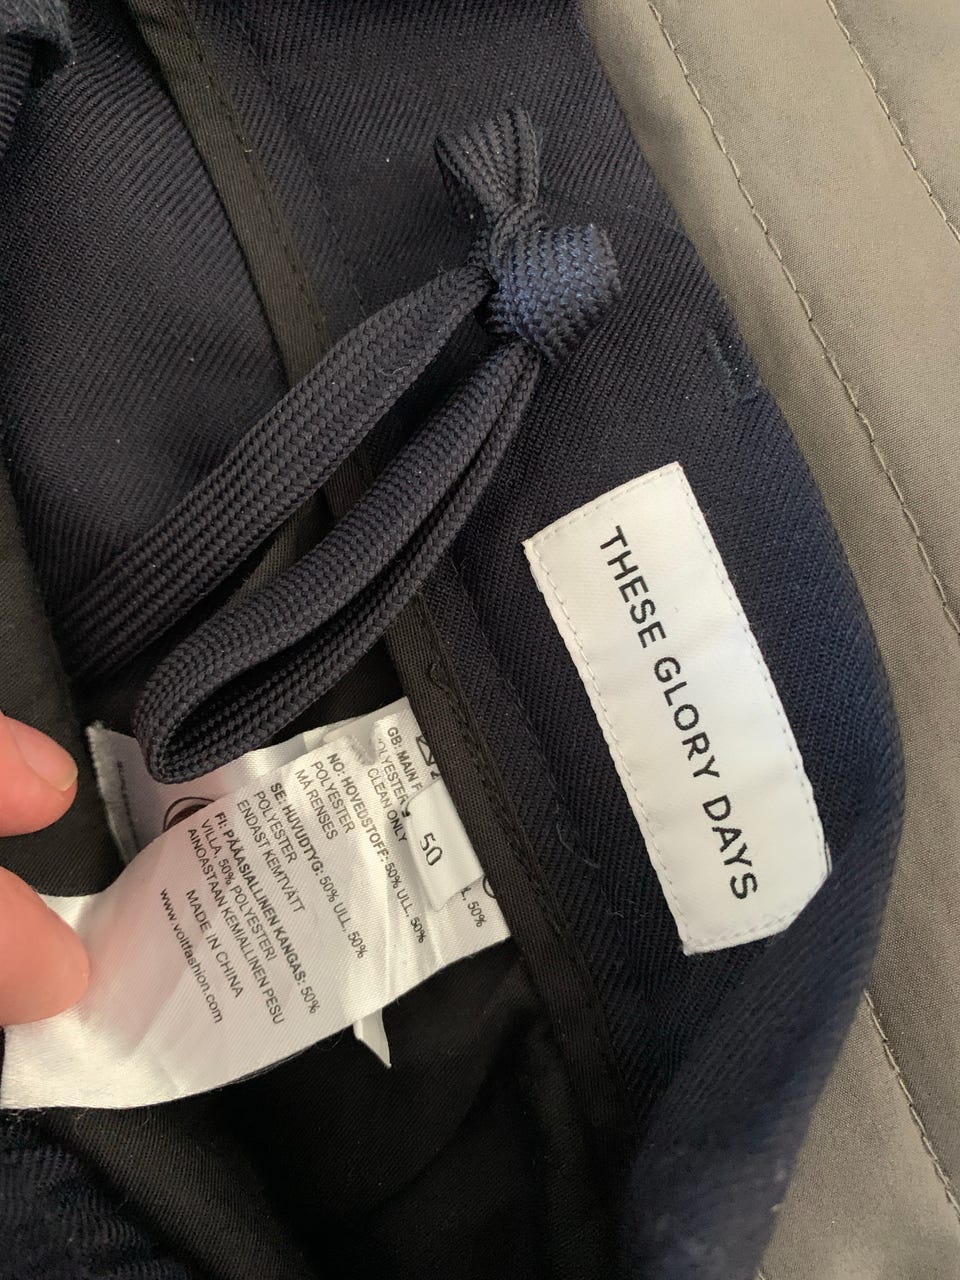 THESE GLORY DAYS
50
GB: MAIN F
POLYESTER
CLEAN ONLY
L, 50%
NO: HOVEDSTOFF: 50% ULL, 50%
POLYESTER
MÅ RENSES
SE: HUVUDTYG: 50% ULL, 50%
POLYESTER
ENDAST KEMTVÄTT
FI: PÄÄASIALLINEN KANGAS: 50%
VILLA, 50% POLYESTERI
AINOASTAAN KEMIALLINEN PESU
MADE IN CHINA
www.voltfashion.com